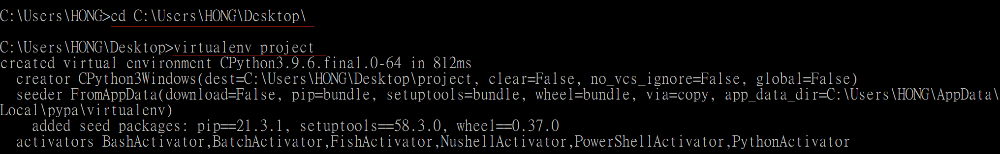 C:\Users\HONG>cd C:\Users\HONG\Desktop\
C:\Users\HONG\Desktop>virtualenv project
created virtual environment CPython3.9.6.final.0-64 in 812ms
  creator CPython3Windows(dest=C:\Users\HONG\Desktop\project, clear=False, no_vcs_ignore=False, global=False)
  seeder FromAppData(download=False, pip=bundle, setuptools=bundle, wheel=bundle, via=copy, app_data_dir=C:\Users\HONG\AppData\
Local\pypa\virtualenv)
    added seed packages: pip==21.3.1, setuptools==58.3.0, wheel==0.37.0
  activators BashActivator,BatchActivator,FishActivator,NushellActivator,PowerShellActivator,PythonActivator